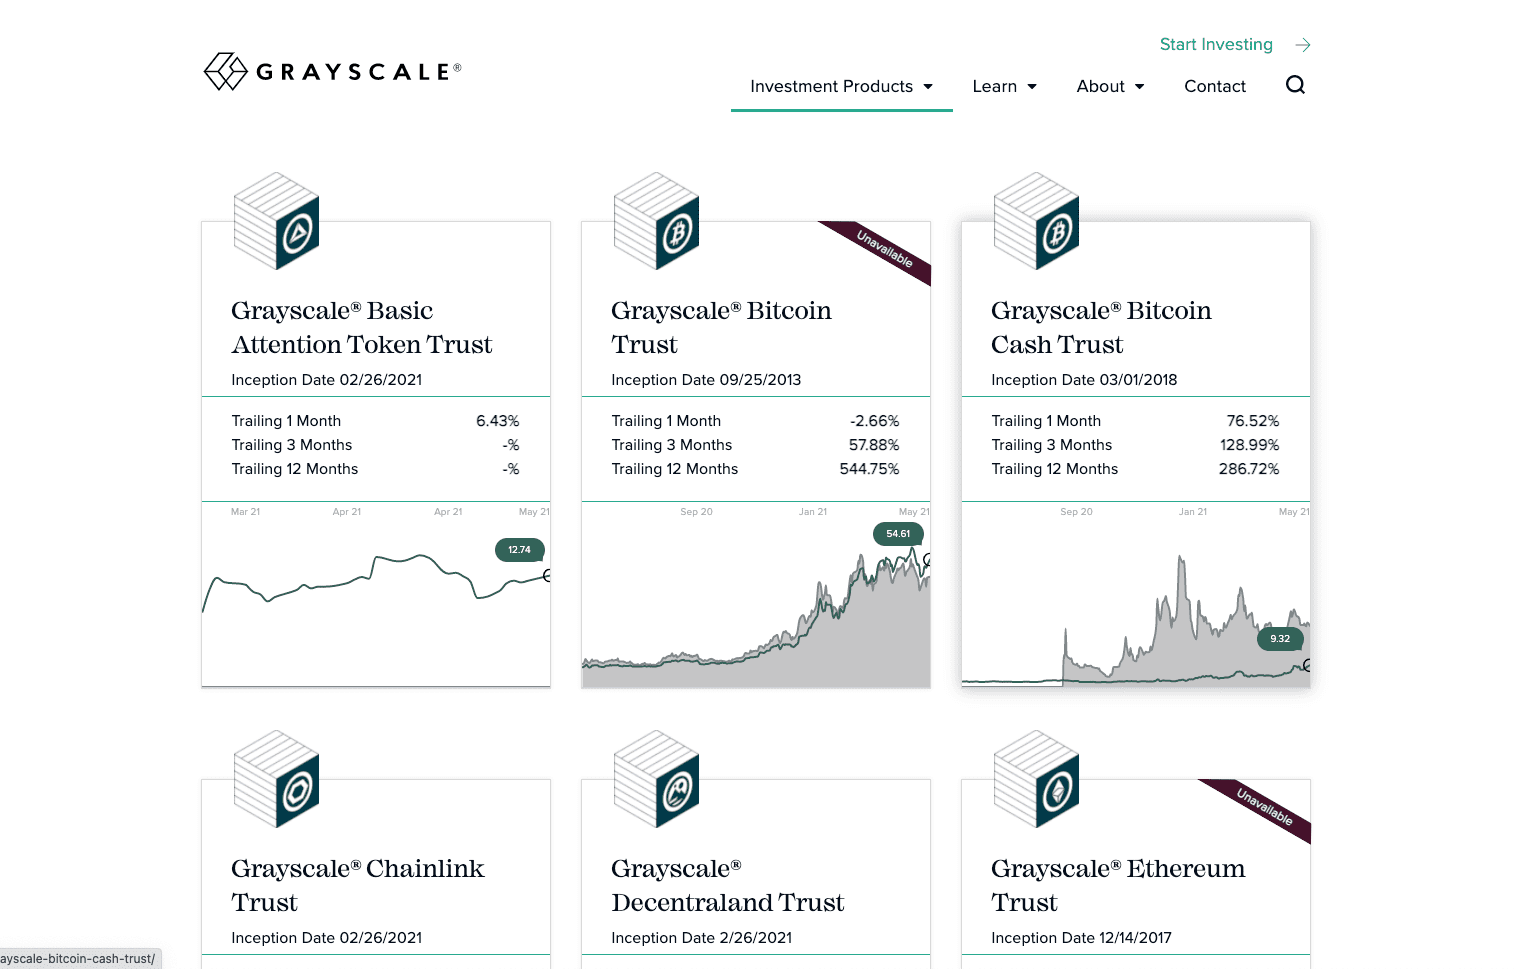 Start Investing
GRAYSCALE®
Investment Products
Learn
About
Contact
Unavailable
Grayscale® Basic
Attention Token Trust
Inception Date 02/26/2021
Trailing 1 Month 6.43%
Trailing 3 Months -%
Trailing 12 Months -%
Mar 21 Apr 21 Apr 21 May 21
12.74
Grayscale® Bitcoin
Trust
Inception Date 09/25/2013
Trailing 1 Month -2.66%
Trailing 3 Months 57.88%
Trailing 12 Months 544.75%
Sep 20 Jan 21 May 21
54.61
Grayscale® Bitcoin
Cash Trust
Inception Date 03/01/2018
Trailing 1 Month 76.52%
Trailing 3 Months 128.99%
Trailing 12 Months 286.72%
Sep 20 Jan 21 May 21
9.32
Grayscale® Chainlink
Trust
Inception Date 02/26/2021
Grayscale®
Decentraland Trust
Inception Date 2/26/2021
Unavailable
Grayscale® Ethereum
Trust
Inception Date 12/14/2017
ayscale-bitcoin-cash-trust/